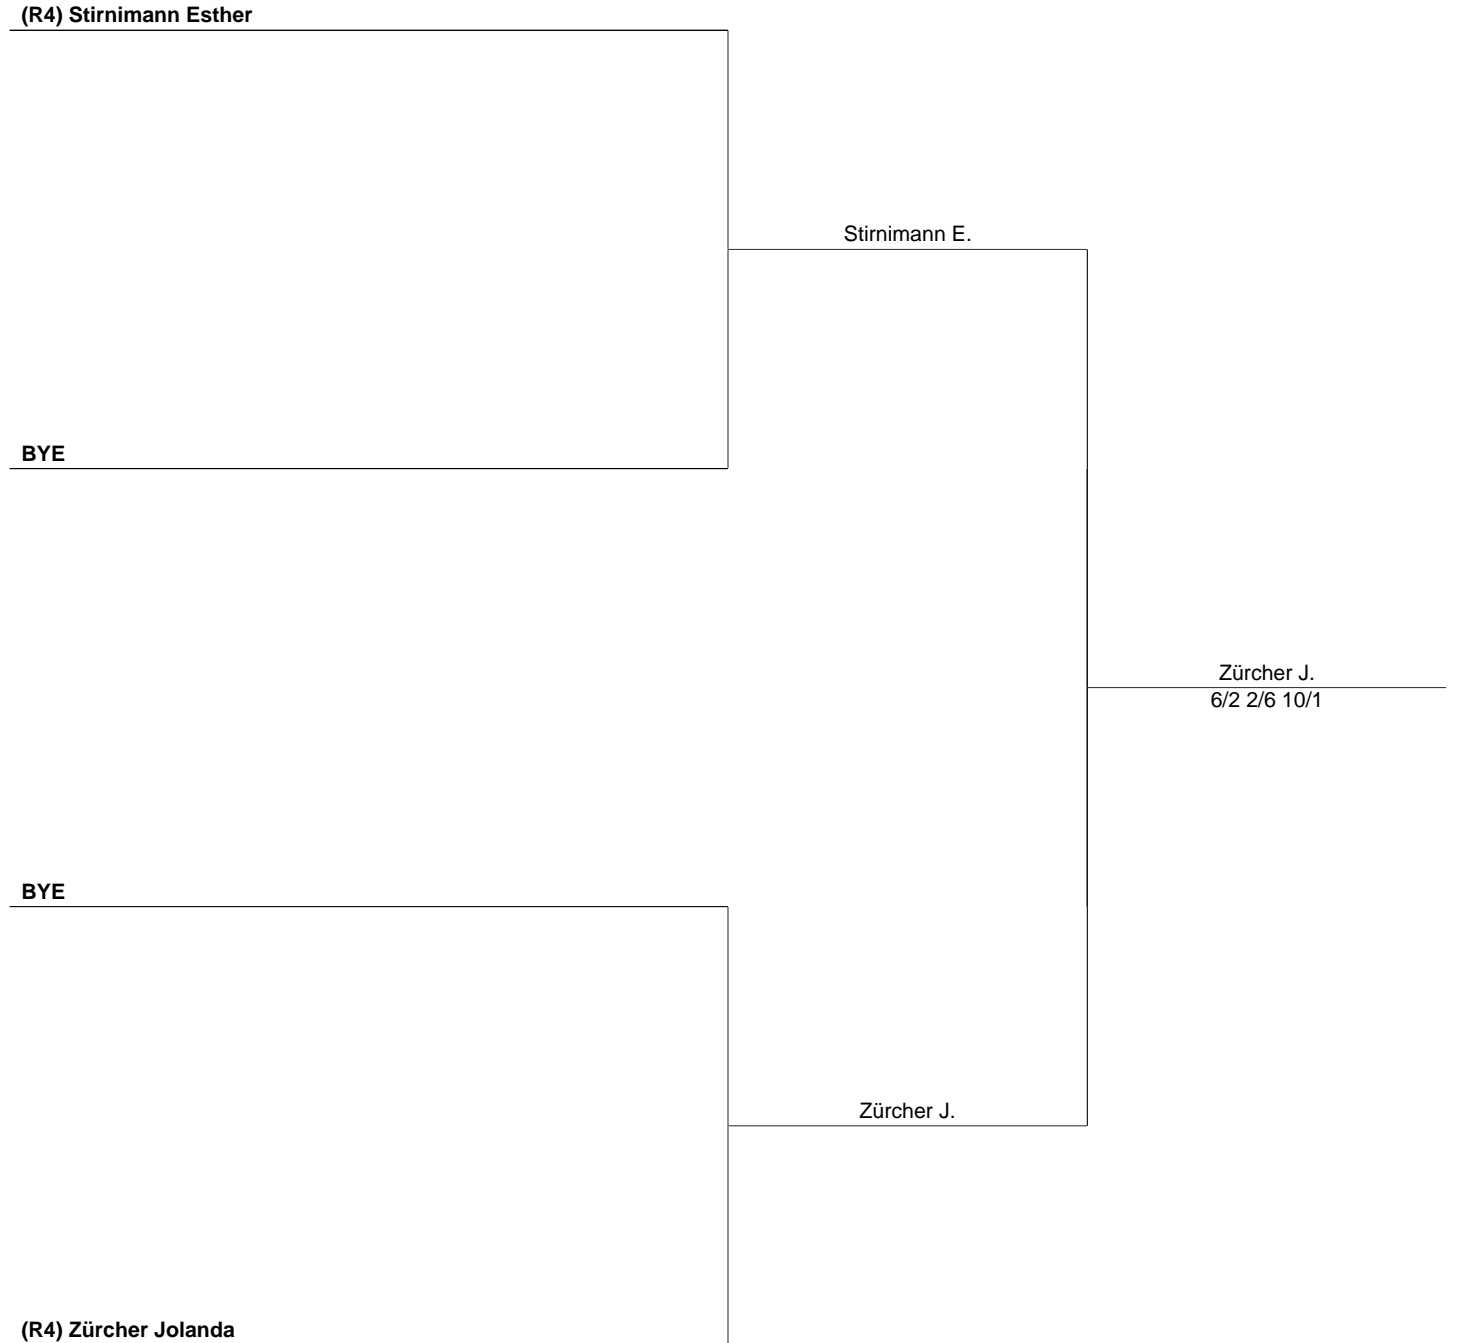 (R4) Stirnimann Esther
Stirnimann E.
BYE
Zürcher J.
6/2 2/6 10/1
BYE
Zürcher J.
(R4) Zürcher Jolanda